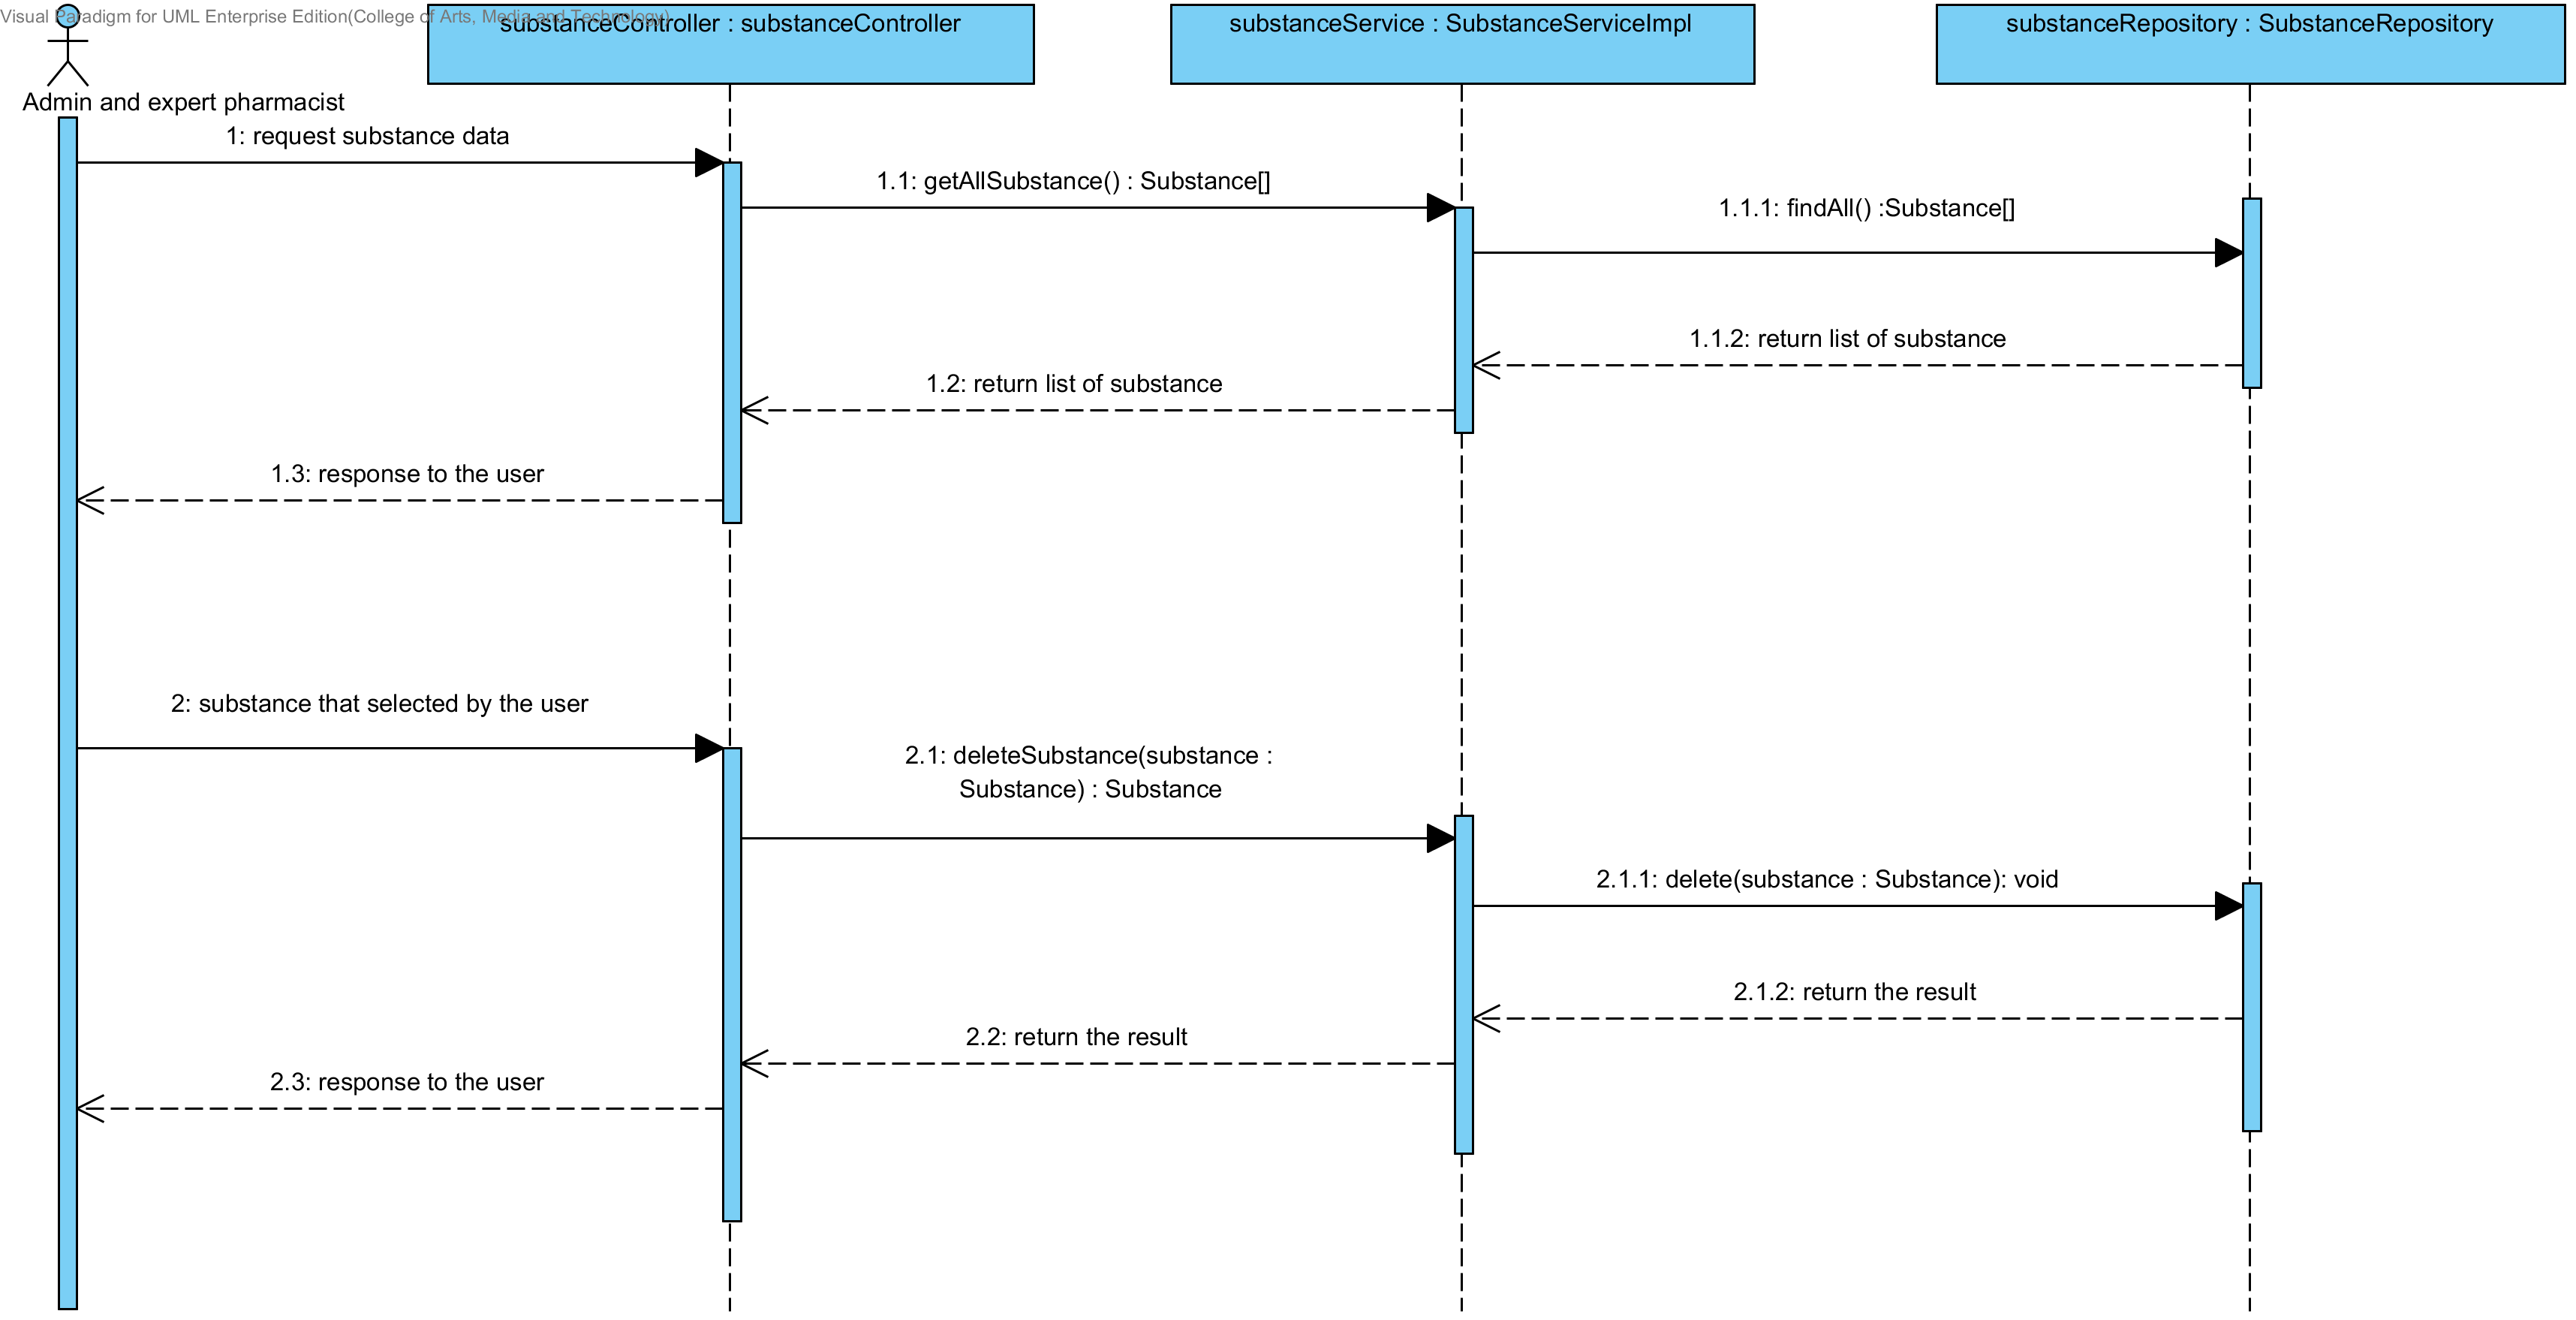 Visual Paradigm for UML Enterprise Edition(College of Arts, Media and Technology)
substanceController : substanceController
substanceService : SubstanceServiceImpl
substanceRepository : SubstanceRepository
Admin and expert pharmacist
1: request substance data
1.1: getAllSubstance() : Substance[]
1.1.1: findAll() :Substance[]
1.1.2: return list of substance
1.2: return list of substance
1.3: response to the user
2: substance that selected by the user
2.1: deleteSubstance(substance :
Substance) : Substance
2.1.1: delete(substance : Substance): void
2.1.2: return the result
2.2: return the result
2.3: response to the user